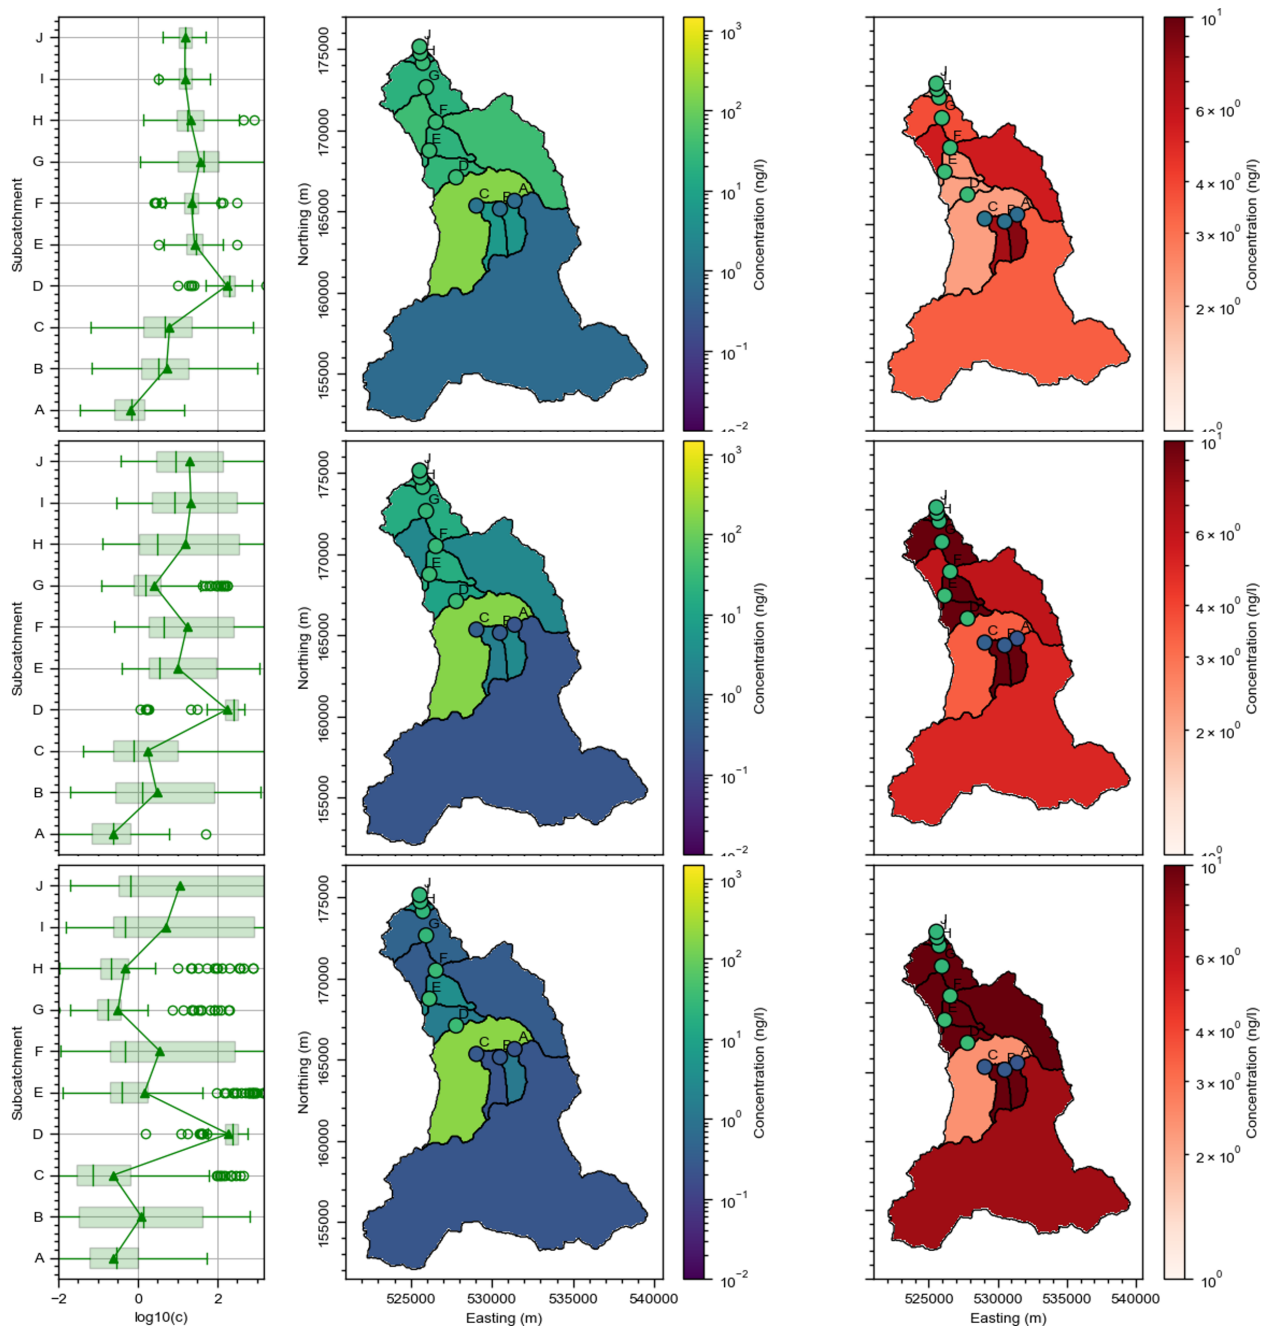 Subcatchment
J
I
H
G
F
E
D
C
B
A
Northing (m)
175000
170000
165000
160000
155000
J
H
G
F
E
D
C
A
10³
10²
10¹
10⁰
10⁻¹
10⁻²
Concentration (ng/l)
J
H
G
F
E
D
C
A
10¹
6 × 10⁰
4 × 10⁰
3 × 10⁰
2 × 10⁰
Concentration (ng/l)
Subcatchment
J
I
H
G
F
E
D
C
B
A
Northing (m)
175000
170000
165000
160000
155000
J
H
G
F
E
D
C
A
10³
10²
10¹
10⁰
10⁻¹
10⁻²
Concentration (ng/l)
C
A
10¹
6 × 10⁰
4 × 10⁰
3 × 10⁰
2 × 10⁰
Concentration (ng/l)
Subcatchment
J
I
H
G
F
E
D
C
B
A
−2
0
2
log10(c)
Northing (m)
175000
170000
165000
160000
155000
G
F
E
D
C
A
525000
530000
535000
540000
Easting (m)
10³
10²
10¹
10⁰
10⁻¹
10⁻²
Concentration (ng/l)
C
A
525000
530000
535000
540000
Easting (m)
10¹
6 × 10⁰
4 × 10⁰
3 × 10⁰
2 × 10⁰
10⁰
Concentration (ng/l)